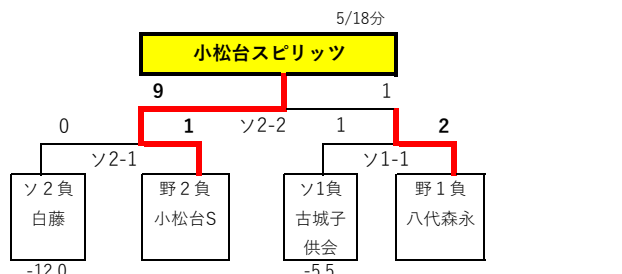 5/18分
小松台スピリッツ
9 1
0 1 ソ2-2 1 2
ソ2-1 ソ1-1
ソ２負 野２負 ソ1負 野１負
白藤 小松台S 古城子 八代森永
供会
-12.0 -5.5